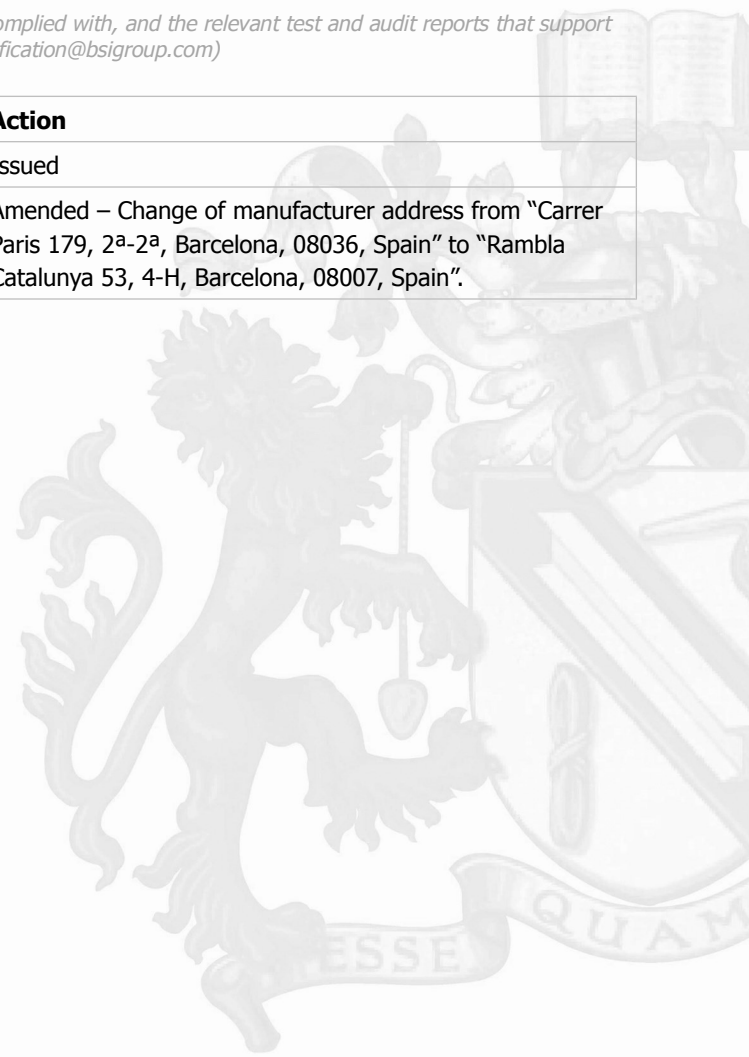 omplied with, and the relevant test and audit reports that support
ification@bsigroup.com)
Action
Issued
Amended – Change of manufacturer address from “Carrer
Paris 179, 2ª-2ª, Barcelona, 08036, Spain” to “Rambla
Catalunya 53, 4-H, Barcelona, 08007, Spain”.
ESSE
QUAM